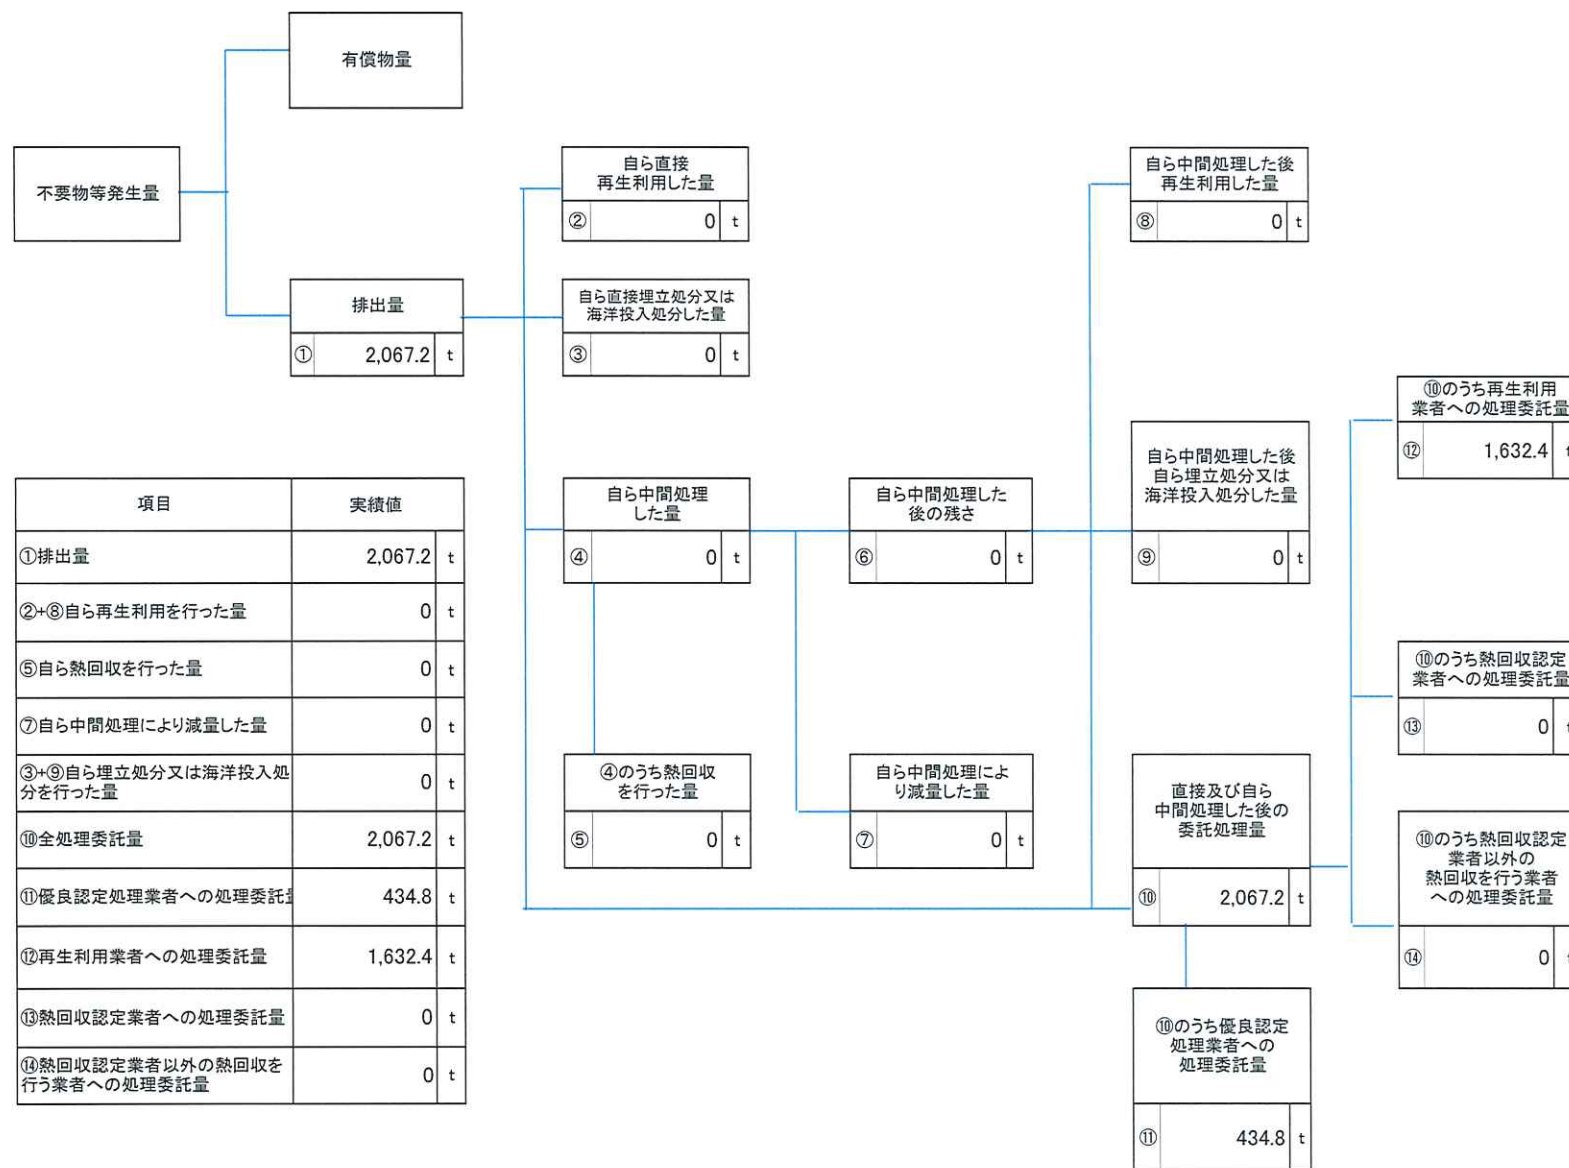 有償物量
不要物等発生量
排出量
① 2,067.2 t
自ら直接
再生利用した量
② 0 t
自ら直接埋立処分又は
海洋投入処分した量
③ 0 t
自ら中間処理
した量
④ 0 t
④のうち熱回収
を行った量
⑤ 0 t
自ら中間処理した
後の残さ
⑥ 0 t
自ら中間処理によ
り減量した量
⑦ 0 t
自ら中間処理した後
再生利用した量
⑧ 0 t
自ら中間処理した後
自ら埋立処分又は
海洋投入処分した量
⑨ 0 t
直接及び自ら
中間処理した後の
委託処理量
⑩ 2,067.2 t
⑩のうち優良認定
処理業者への
処理委託量
⑪ 434.8 t
⑩のうち再生利用
業者への処理委託量
⑫ 1,632.4 t
⑩のうち熱回収認定
業者への処理委託量
⑬ 0 t
⑩のうち熱回収認定
業者以外の
熱回収を行う業者
への処理委託量
⑭ 0 t
項目 実績値
①排出量 2,067.2 t
②+⑧自ら再生利用を行った量 0 t
⑤自ら熱回収を行った量 0 t
⑦自ら中間処理により減量した量 0 t
③+⑨自ら埋立処分又は海洋投入処
分を行った量 0 t
⑩全処理委託量 2,067.2 t
⑪優良認定処理業者への処理委託量 434.8 t
⑫再生利用業者への処理委託量 1,632.4 t
⑬熱回収認定業者への処理委託量 0 t
⑭熱回収認定業者以外の熱回収を
行う業者への処理委託量 0 t